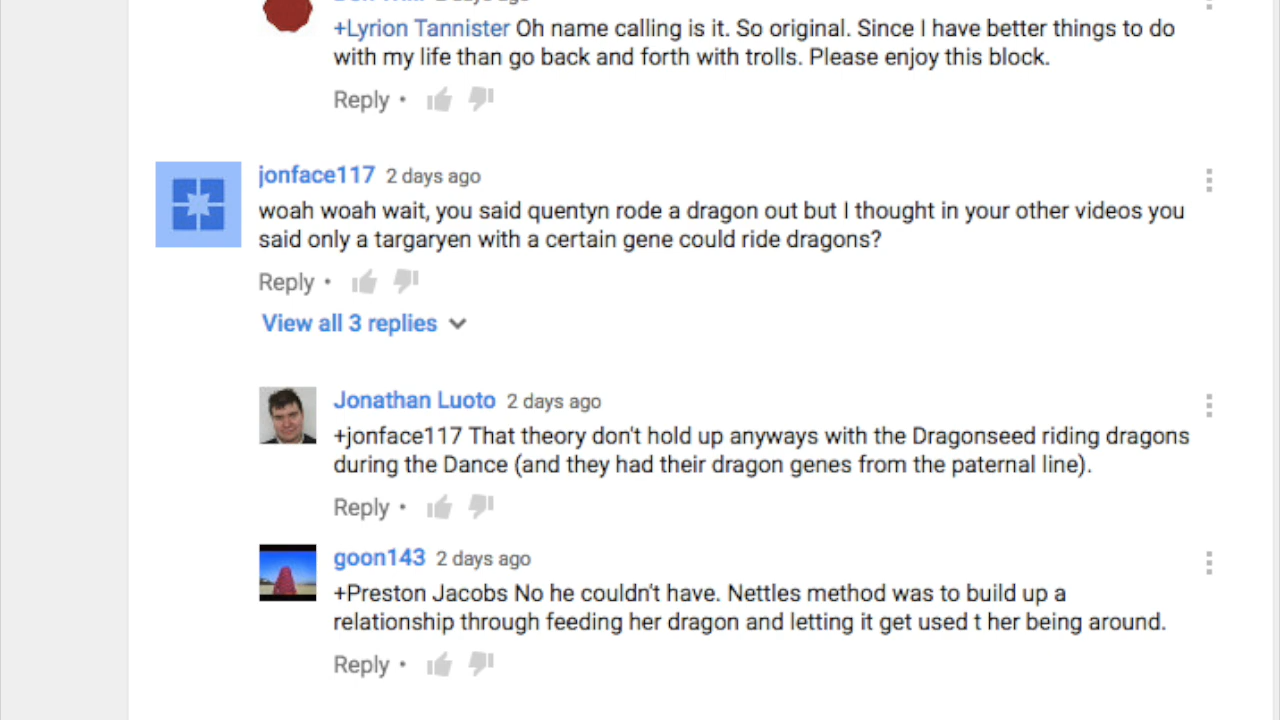 +Lyrion Tannister Oh name calling is it. So original. Since I have better things to do
with my life than go back and forth with trolls. Please enjoy this block.
Reply •
jonface117 2 days ago
woah woah wait, you said quentyn rode a dragon out but I thought in your other videos you
said only a targaryen with a certain gene could ride dragons?
Reply •
View all 3 replies
Jonathan Luoto 2 days ago
+jonface117 That theory don't hold up anyways with the Dragonseed riding dragons
during the Dance (and they had their dragon genes from the paternal line).
Reply •
goon143 2 days ago
+Preston Jacobs No he couldn't have. Nettles method was to build up a
relationship through feeding her dragon and letting it get used t her being around.
Reply •